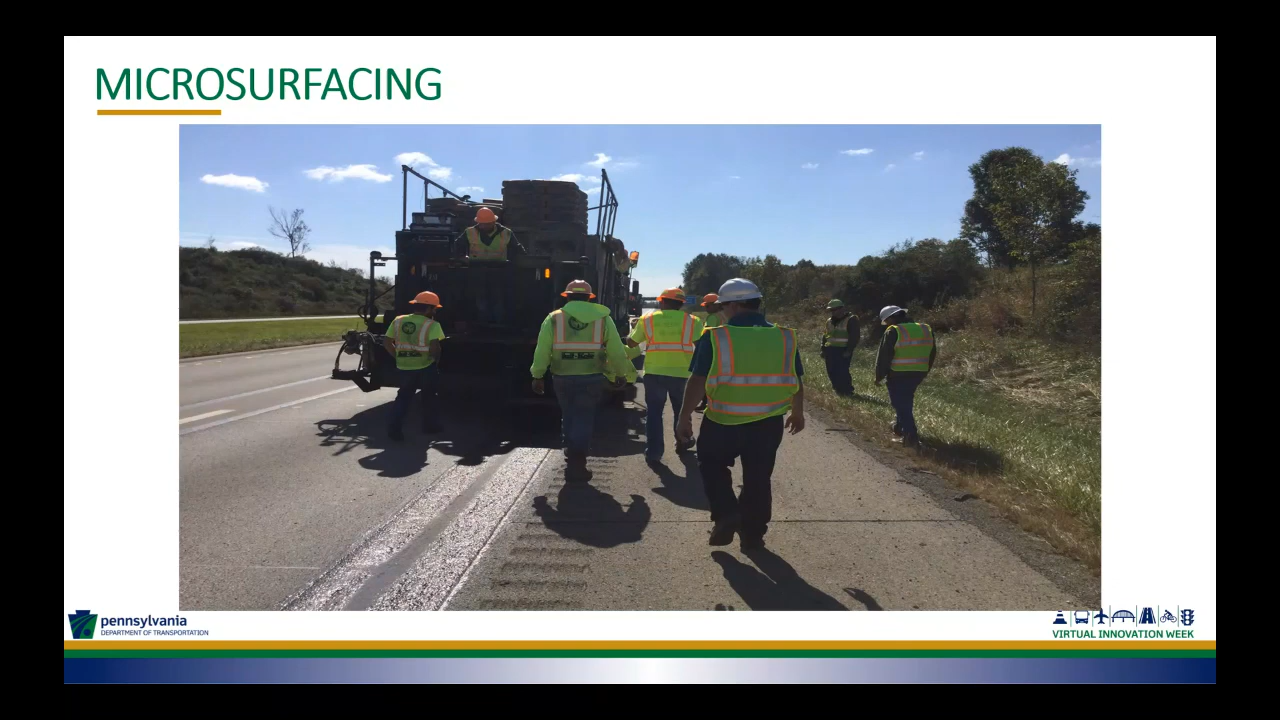 MICROSURFACING
pennsylvania
DEPARTMENT OF TRANSPORTATION
VIRTUAL INNOVATION WEEK